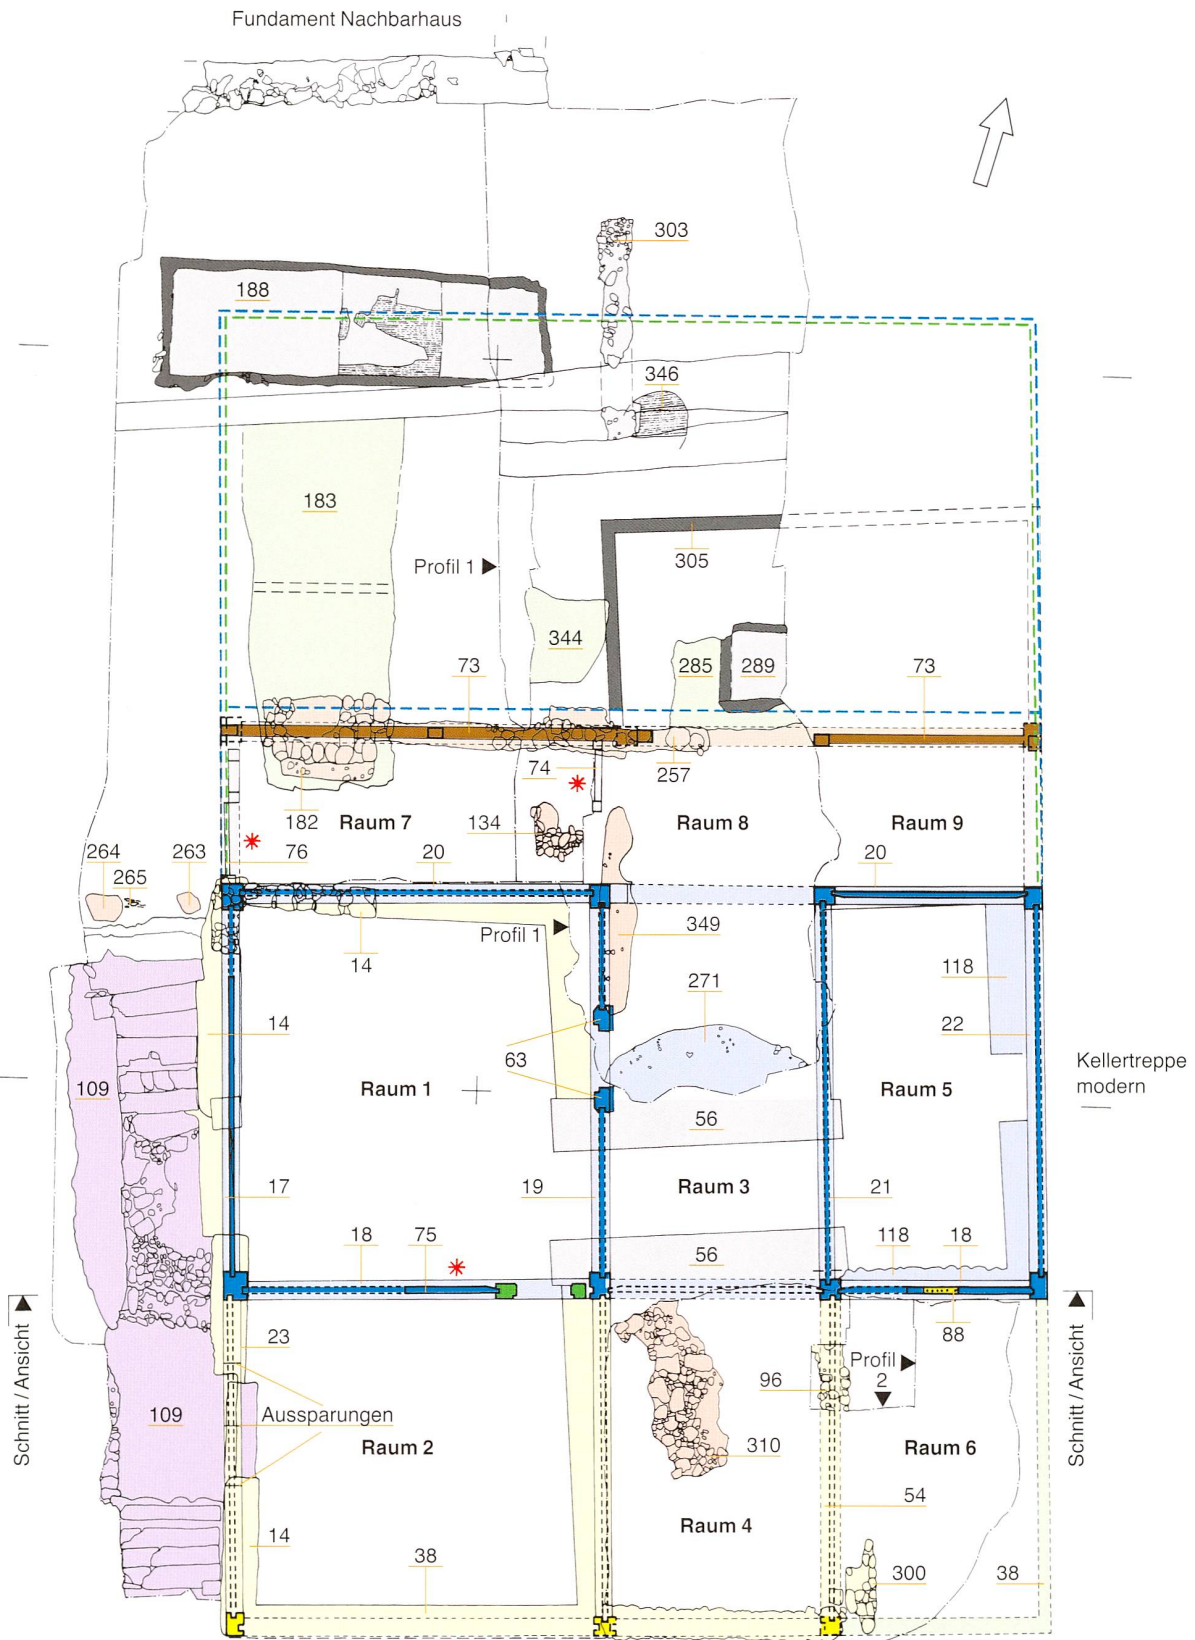 Fundament Nachbarhaus
303
188
346
183
Profil 1
305
344
285
289
73
73
74
257
182
Raum 7
134
Raum 8
Raum 9
264
263
265
76
20
20
Profil 1
349
14
118
271
14
22
63
109
Raum 1
Raum 5
Kellertreppe
modern
56
17
19
Raum 3
21
18
75
118
18
56
Schnitt / Ansicht
23
88
Schnitt / Ansicht
Profil
2
96
109
Aussparungen
Raum 2
310
Raum 6
54
Raum 4
14
38
300
38